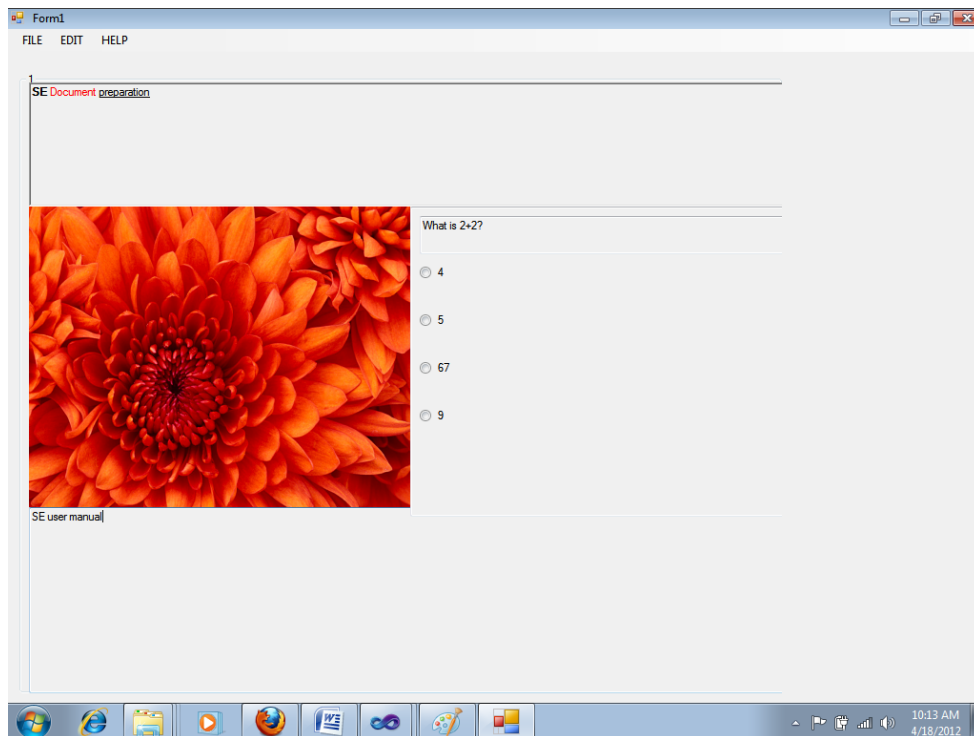 Form1
FILE EDIT HELP
1
SE Document preparation
What is 2+2?
4
5
67
9
SE user manual
10:13 AM
4/18/2012